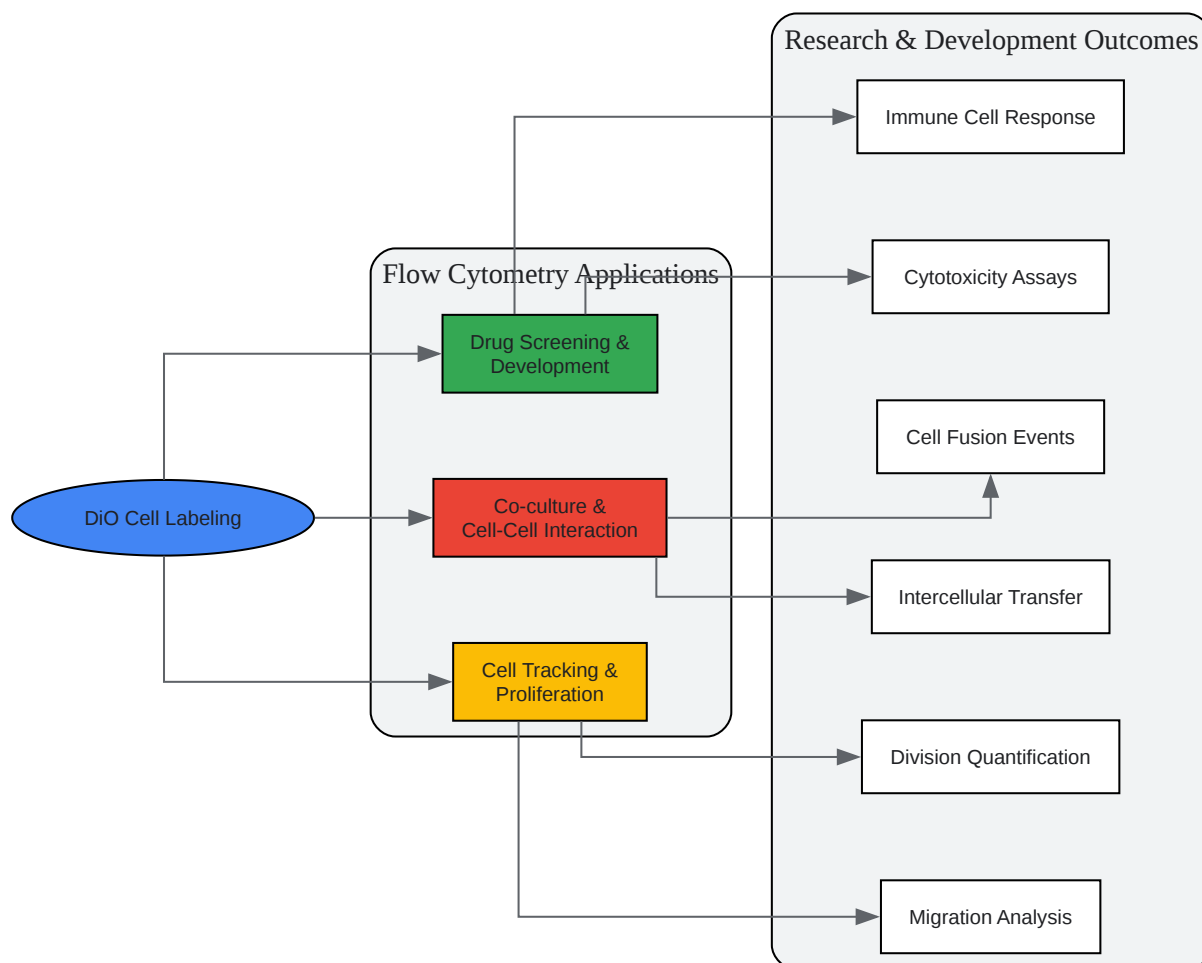 Research & Development Outcomes
Immune Cell Response
Flow Cytometry Applications
Cytotoxicity Assays
Drug Screening &
Development
Cell Fusion Events
DiO Cell Labeling
Co-culture &
Cell-Cell Interaction
Intercellular Transfer
Cell Tracking &
Proliferation
Division Quantification
Migration Analysis